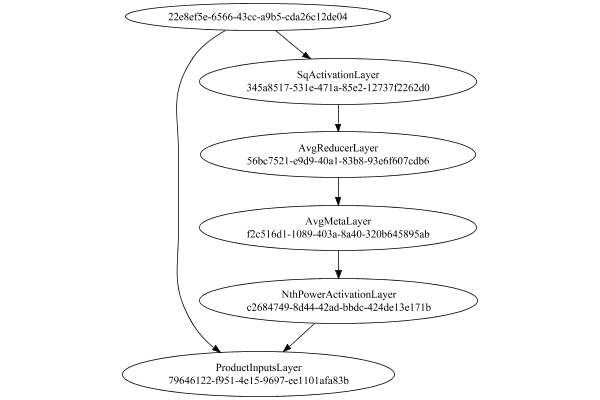 22e8ef5e-6566-43cc-a9b5-cda26c12de04
SqActivationLayer
345a8517-531e-471a-85e2-12737f2262d0
AvgReducerLayer
56bc7521-e9d9-40a1-83b8-93e6f607cdb6
AvgMetaLayer
f2c516d1-1089-403a-8a40-320b645895ab
NthPowerActivationLayer
c2684749-8d44-42ad-bbdc-424de13e171b
ProductInputsLayer
79646122-f951-4e15-9697-ee1101afa83b